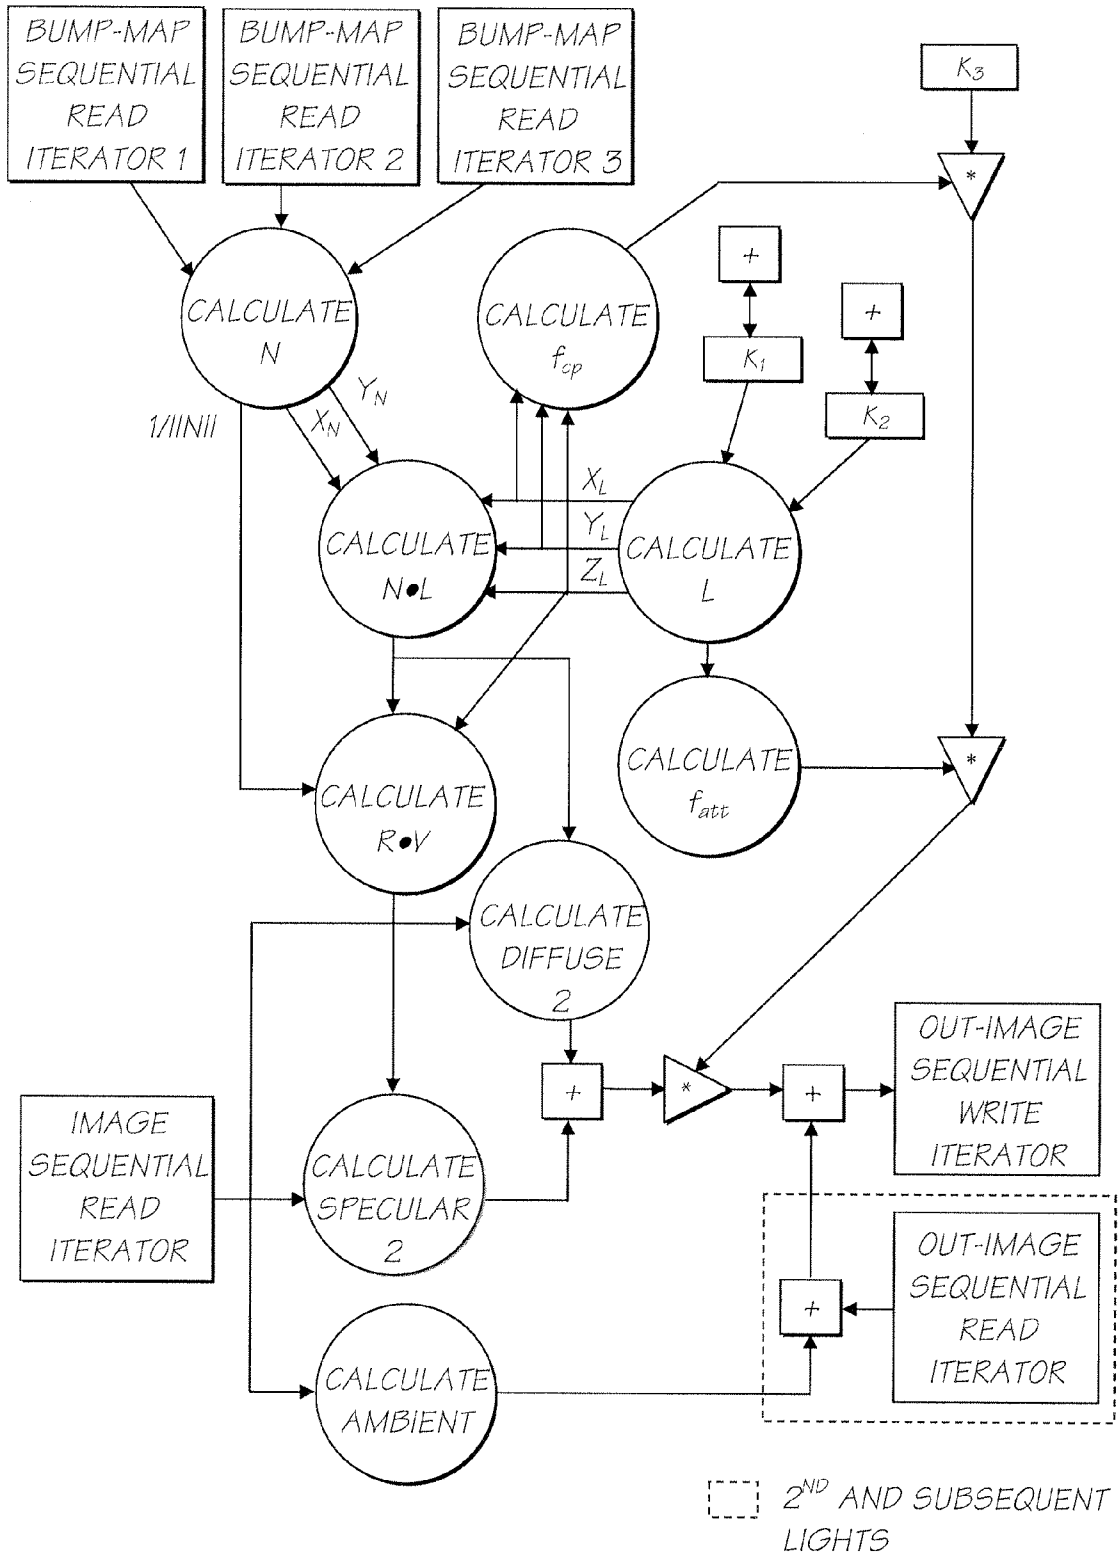 BUMP-MAP
SEQUENTIAL
READ
ITERATOR 1
BUMP-MAP
SEQUENTIAL
READ
ITERATOR 2
BUMP-MAP
SEQUENTIAL
READ
ITERATOR 3
K3
*
+
+
CALCULATE
N
CALCULATE
fcp
K1
K2
1/IINII
XN
YN
XL
YL
ZL
CALCULATE
N•L
CALCULATE
L
CALCULATE
R•V
CALCULATE
fatt
*
CALCULATE
DIFFUSE
2
+
*
+
OUT-IMAGE
SEQUENTIAL
WRITE
ITERATOR
IMAGE
SEQUENTIAL
READ
ITERATOR
CALCULATE
SPECULAR
2
+
OUT-IMAGE
SEQUENTIAL
READ
ITERATOR
CALCULATE
AMBIENT
2ND AND SUBSEQUENT
LIGHTS